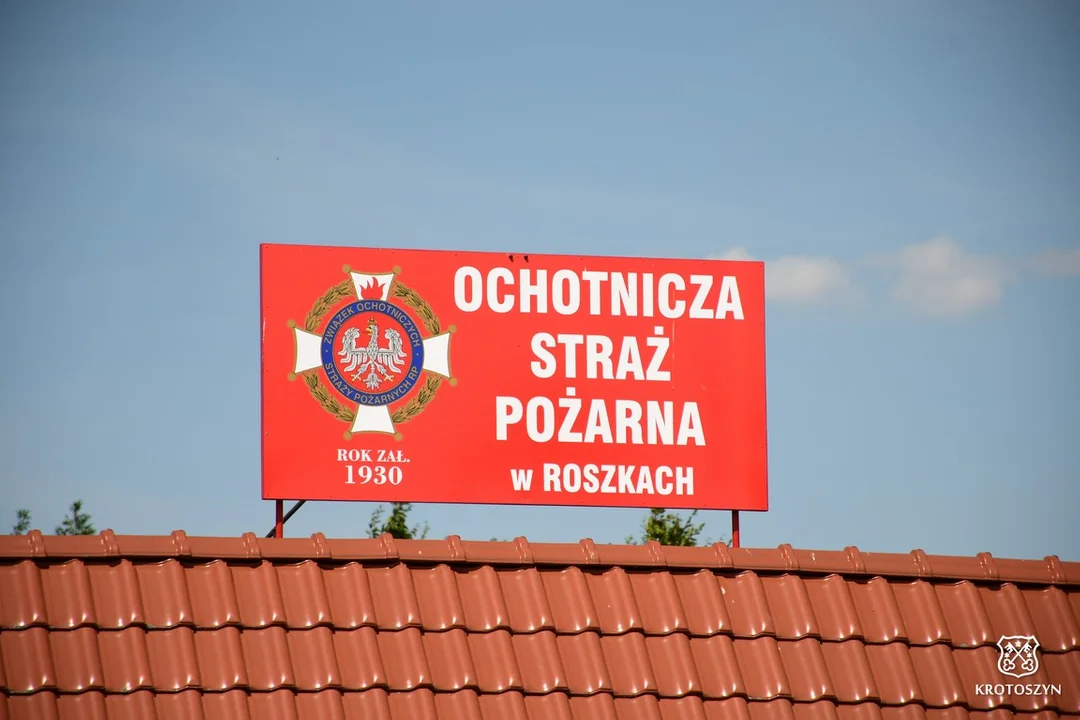 ZWIĄZEK OCHOTNICZYCH
STRAŻY POŻARNYCH RP
ROK ZAŁ.
1930
OCHOTNICZA
STRAŻ
POŻARNA
w ROSZKACH
KROTOSZYN